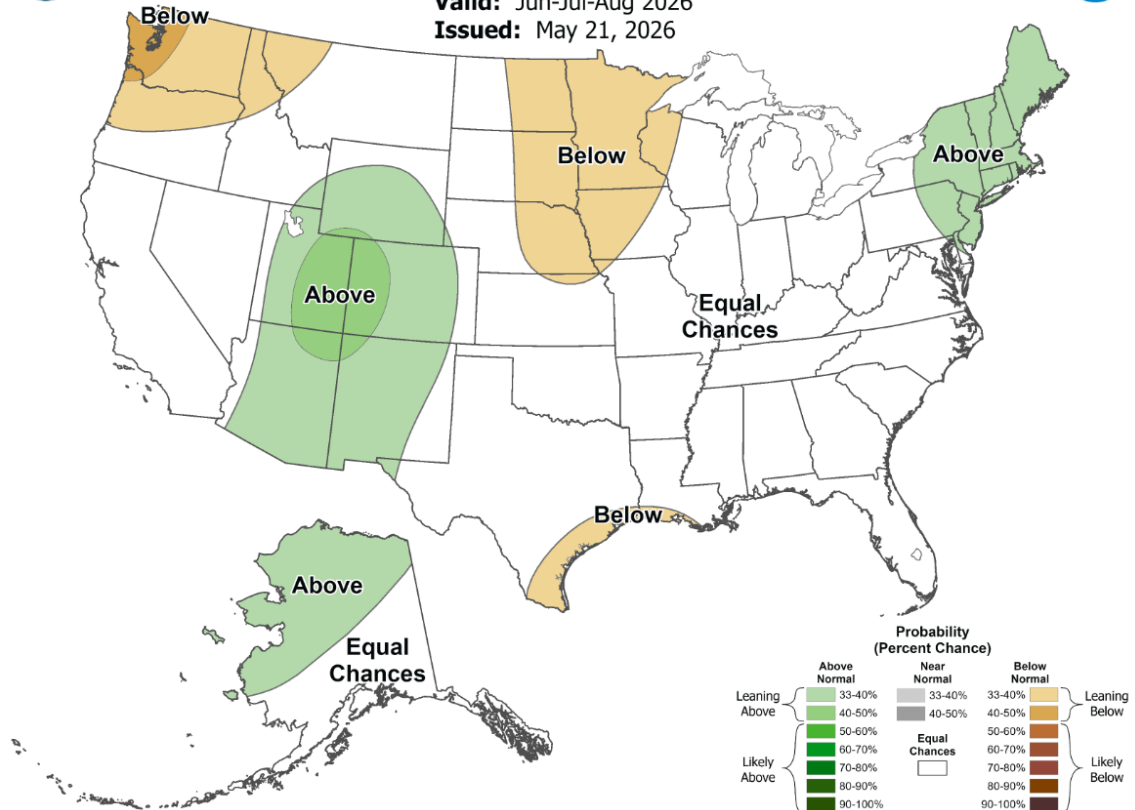 Valid: Jun-Jul-Aug 2026
Issued: May 21, 2026
Below
Below
Above
Above
Equal
Chances
Below
Above
Equal
Chances
Probability
(Percent Chance)
Above
Normal
Near
Normal
Below
Normal
Leaning
Above
33-40%
33-40%
33-40%
Leaning
Below
40-50%
40-50%
40-50%
Equal
Chances
Likely
Above
50-60%
50-60%
Likely
Below
60-70%
60-70%
70-80%
70-80%
80-90%
80-90%
90-100%
90-100%